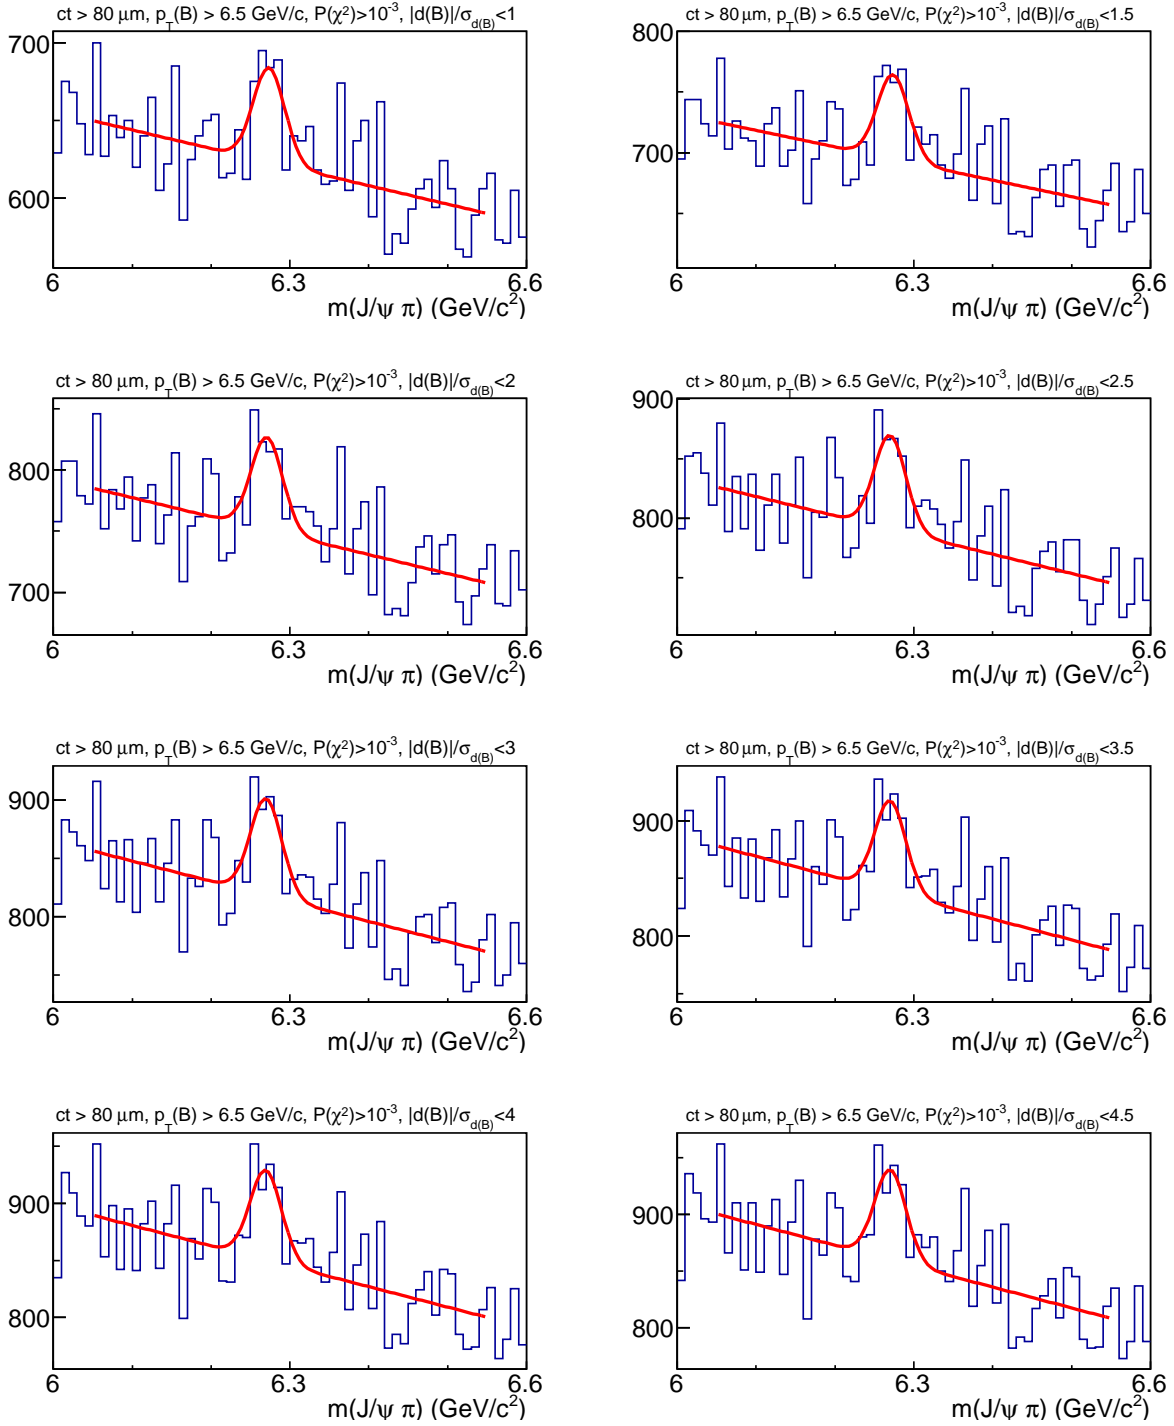 ct > 80 μm, p_T(B) > 6.5 GeV/c, P(χ²)>10⁻³, |d(B)|/σ_d(B)<1
700
600
6 6.3 6.6
m(J/ψ π) (GeV/c²)
ct > 80 μm, p_T(B) > 6.5 GeV/c, P(χ²)>10⁻³, |d(B)|/σ_d(B)<1.5
800
700
6 6.3 6.6
m(J/ψ π) (GeV/c²)
ct > 80 μm, p_T(B) > 6.5 GeV/c, P(χ²)>10⁻³, |d(B)|/σ_d(B)<2
800
700
6 6.3 6.6
m(J/ψ π) (GeV/c²)
ct > 80 μm, p_T(B) > 6.5 GeV/c, P(χ²)>10⁻³, |d(B)|/σ_d(B)<2.5
900
800
6 6.3 6.6
m(J/ψ π) (GeV/c²)
ct > 80 μm, p_T(B) > 6.5 GeV/c, P(χ²)>10⁻³, |d(B)|/σ_d(B)<3
900
800
6 6.3 6.6
m(J/ψ π) (GeV/c²)
ct > 80 μm, p_T(B) > 6.5 GeV/c, P(χ²)>10⁻³, |d(B)|/σ_d(B)<3.5
900
800
6 6.3 6.6
m(J/ψ π) (GeV/c²)
ct > 80 μm, p_T(B) > 6.5 GeV/c, P(χ²)>10⁻³, |d(B)|/σ_d(B)<4
900
800
6 6.3 6.6
m(J/ψ π) (GeV/c²)
ct > 80 μm, p_T(B) > 6.5 GeV/c, P(χ²)>10⁻³, |d(B)|/σ_d(B)<4.5
900
800
6 6.3 6.6
m(J/ψ π) (GeV/c²)